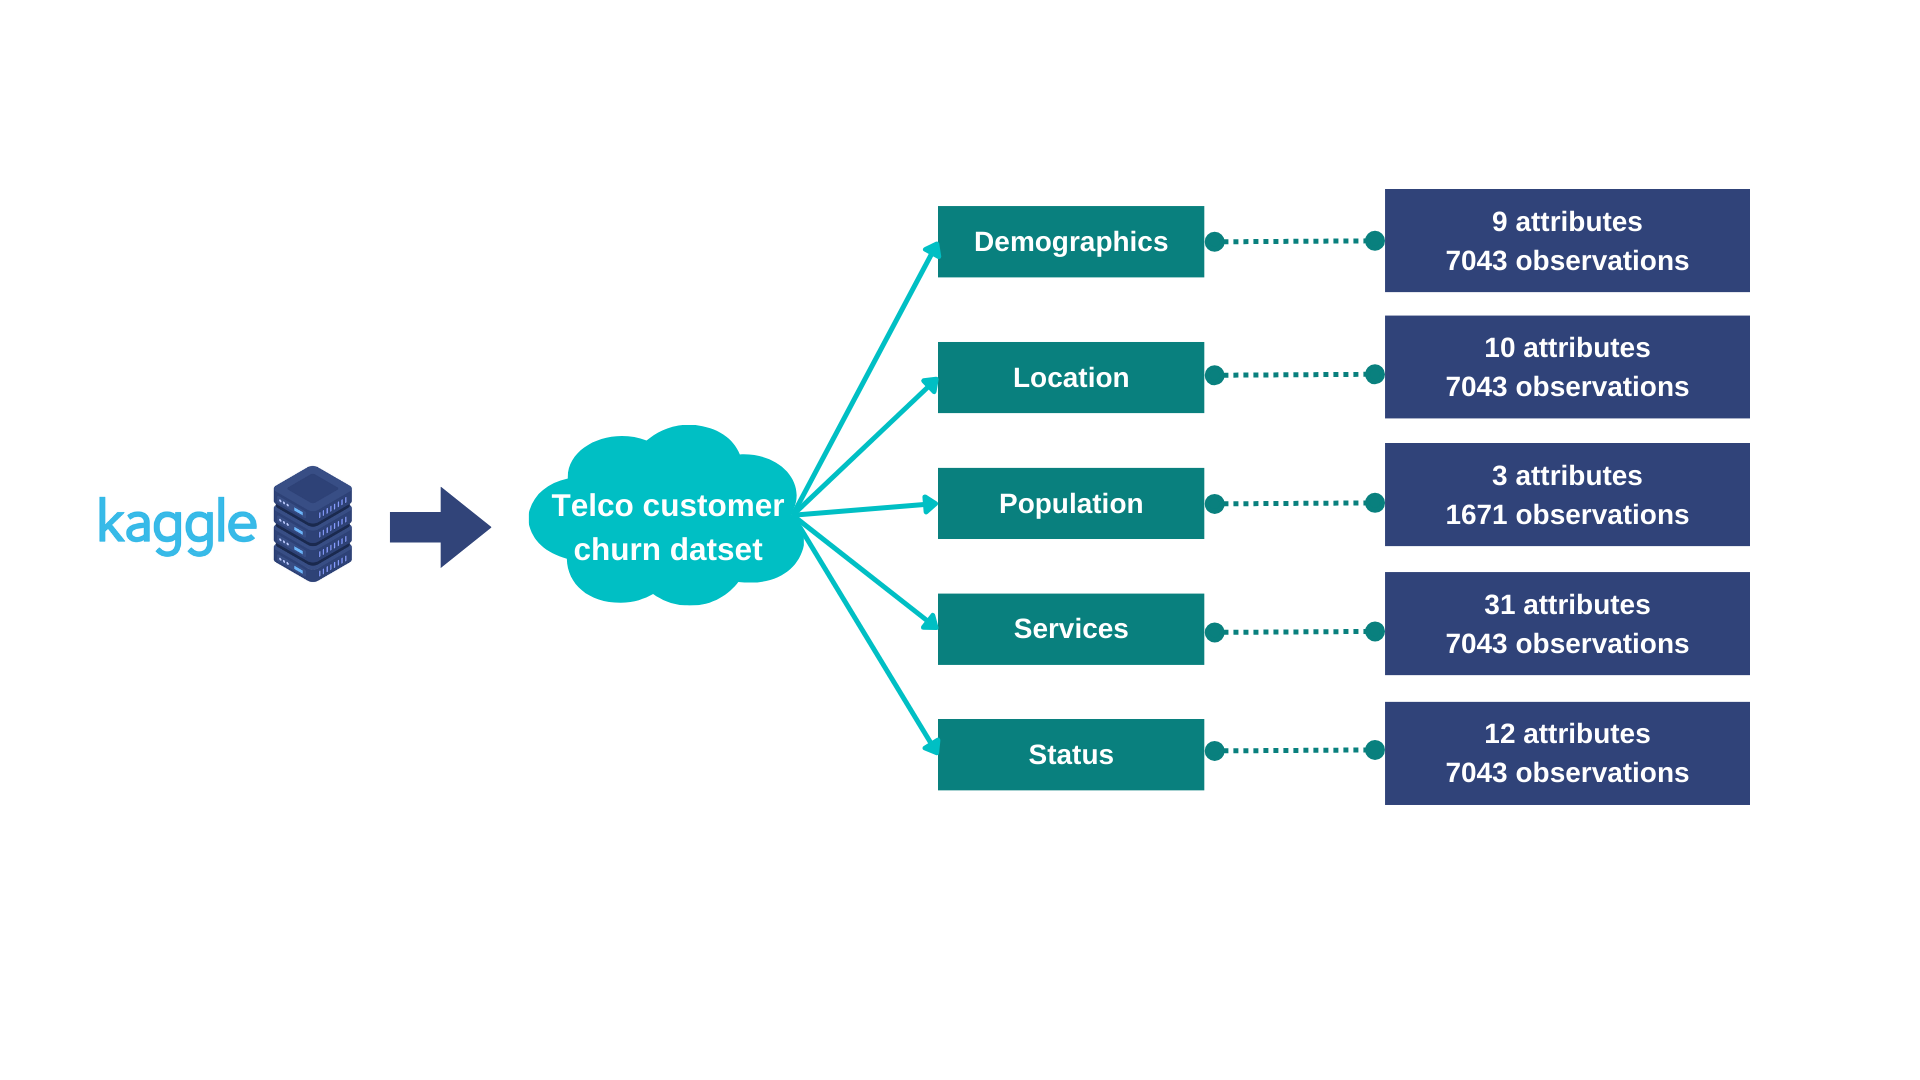 kaggle
Telco customer
churn datset
Demographics
9 attributes
7043 observations
Location
10 attributes
7043 observations
Population
3 attributes
1671 observations
Services
31 attributes
7043 observations
Status
12 attributes
7043 observations